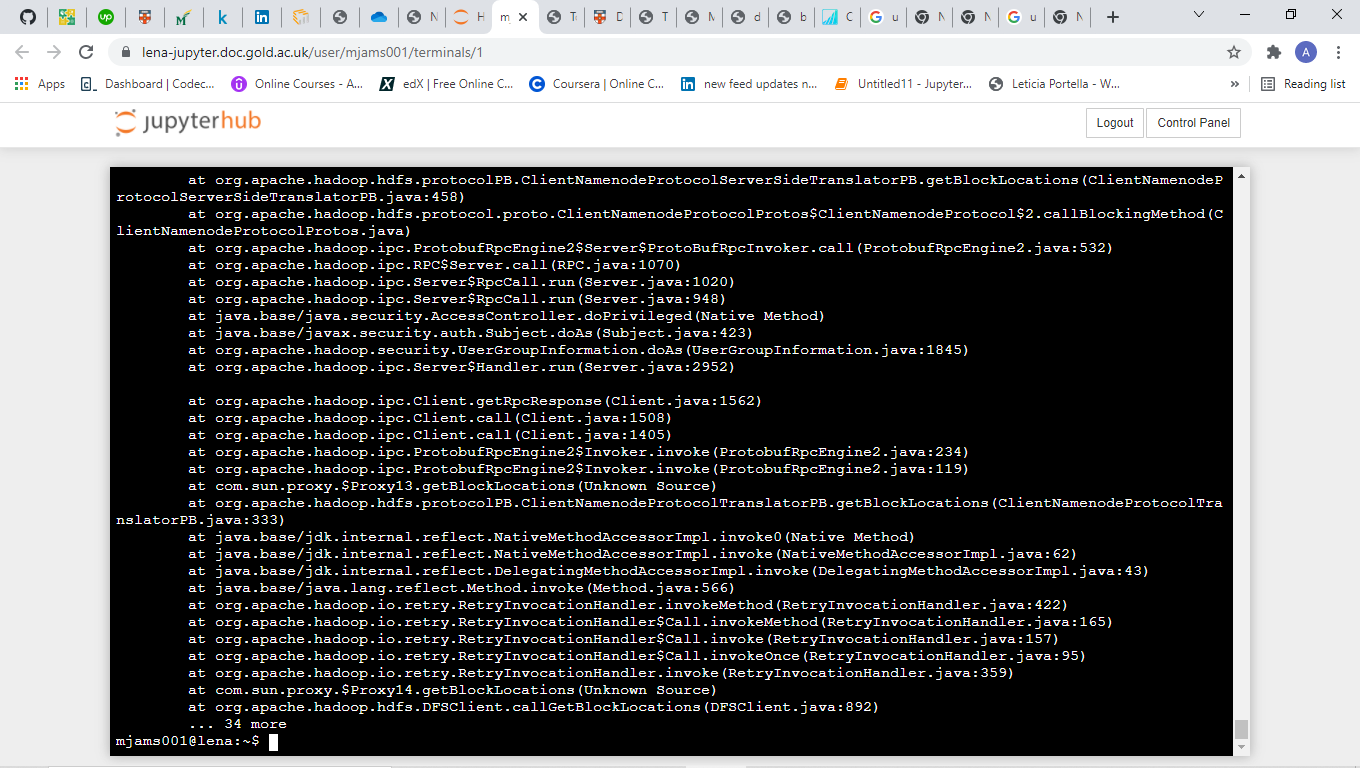 up
k
in
N
H
m
T
D
T
M
d
b
C
u
N
N
u
N
lena-jupyter.doc.gold.ac.uk/user/mjams001/terminals/1
A
Apps
Dashboard | Codec...
Online Courses - A...
edX | Free Online C...
Coursera | Online C...
new feed updates n...
Untitled11 - Jupyter...
Leticia Portella - W...
»
Reading list
jupyterhub
Logout
Control Panel
at org.apache.hadoop.hdfs.protocolPB.ClientNamenodeProtocolServerSideTranslatorPB.getBlockLocations(ClientNamenodeP
rotocolServerSideTranslatorPB.java:458)
at org.apache.hadoop.hdfs.protocol.proto.ClientNamenodeProtocolProtos$ClientNamenodeProtocol$2.callBlockingMethod(C
lientNamenodeProtocolProtos.java)
at org.apache.hadoop.ipc.ProtobufRpcEngine2$Server$ProtoBufRpcInvoker.call(ProtobufRpcEngine2.java:532)
at org.apache.hadoop.ipc.RPC$Server.call(RPC.java:1070)
at org.apache.hadoop.ipc.Server$RpcCall.run(Server.java:1020)
at org.apache.hadoop.ipc.Server$RpcCall.run(Server.java:948)
at java.base/java.security.AccessController.doPrivileged(Native Method)
at java.base/javax.security.auth.Subject.doAs(Subject.java:423)
at org.apache.hadoop.security.UserGroupInformation.doAs(UserGroupInformation.java:1845)
at org.apache.hadoop.ipc.Server$Handler.run(Server.java:2952)
at org.apache.hadoop.ipc.Client.getRpcResponse(Client.java:1562)
at org.apache.hadoop.ipc.Client.call(Client.java:1508)
at org.apache.hadoop.ipc.Client.call(Client.java:1405)
at org.apache.hadoop.ipc.ProtobufRpcEngine2$Invoker.invoke(ProtobufRpcEngine2.java:234)
at org.apache.hadoop.ipc.ProtobufRpcEngine2$Invoker.invoke(ProtobufRpcEngine2.java:119)
at com.sun.proxy.$Proxy13.getBlockLocations(Unknown Source)
at org.apache.hadoop.hdfs.protocolPB.ClientNamenodeProtocolTranslatorPB.getBlockLocations(ClientNamenodeProtocolTra
nslatorPB.java:333)
at java.base/jdk.internal.reflect.NativeMethodAccessorImpl.invoke0(Native Method)
at java.base/jdk.internal.reflect.NativeMethodAccessorImpl.invoke(NativeMethodAccessorImpl.java:62)
at java.base/jdk.internal.reflect.DelegatingMethodAccessorImpl.invoke(DelegatingMethodAccessorImpl.java:43)
at java.base/java.lang.reflect.Method.invoke(Method.java:566)
at org.apache.hadoop.io.retry.RetryInvocationHandler.invokeMethod(RetryInvocationHandler.java:422)
at org.apache.hadoop.io.retry.RetryInvocationHandler$Call.invokeMethod(RetryInvocationHandler.java:165)
at org.apache.hadoop.io.retry.RetryInvocationHandler$Call.invoke(RetryInvocationHandler.java:157)
at org.apache.hadoop.io.retry.RetryInvocationHandler$Call.invokeOnce(RetryInvocationHandler.java:95)
at org.apache.hadoop.io.retry.RetryInvocationHandler.invoke(RetryInvocationHandler.java:359)
at com.sun.proxy.$Proxy14.getBlockLocations(Unknown Source)
at org.apache.hadoop.hdfs.DFSClient.callGetBlockLocations(DFSClient.java:892)
... 34 more
mjams001@lena:~$